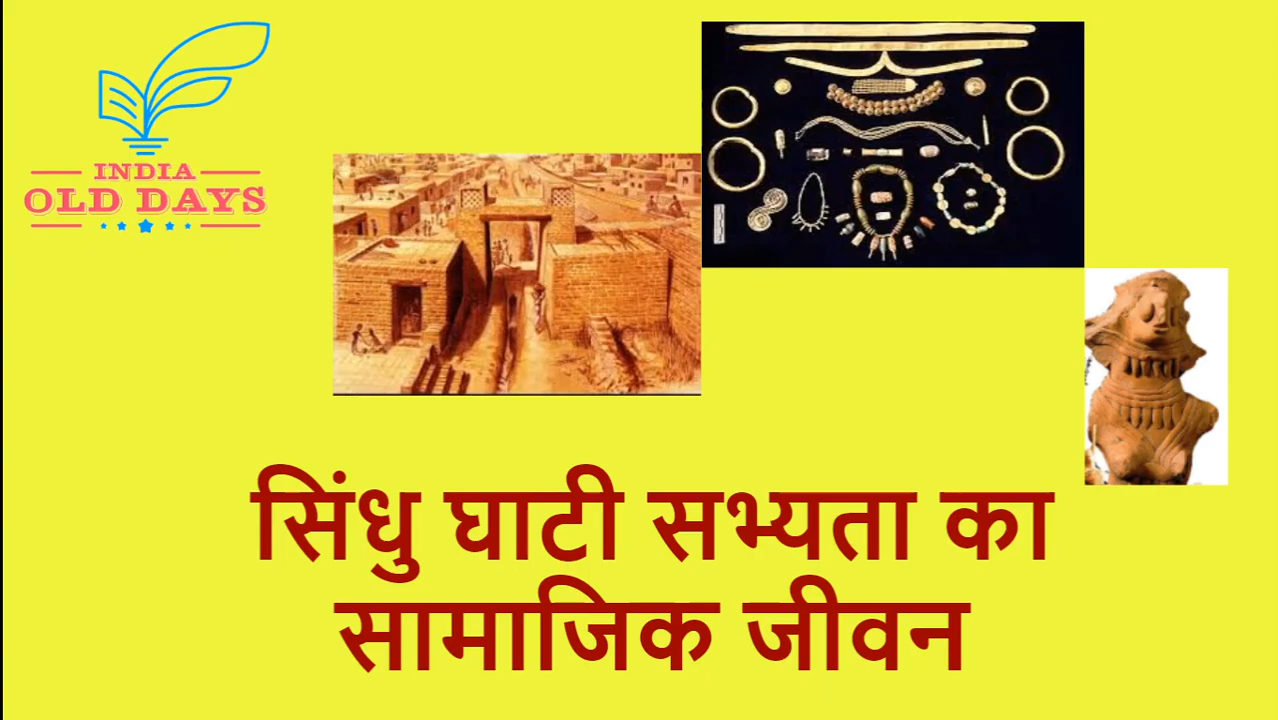 INDIA
OLD DAYS
सिंधु घाटी सभ्यता का
सामाजिक जीवन